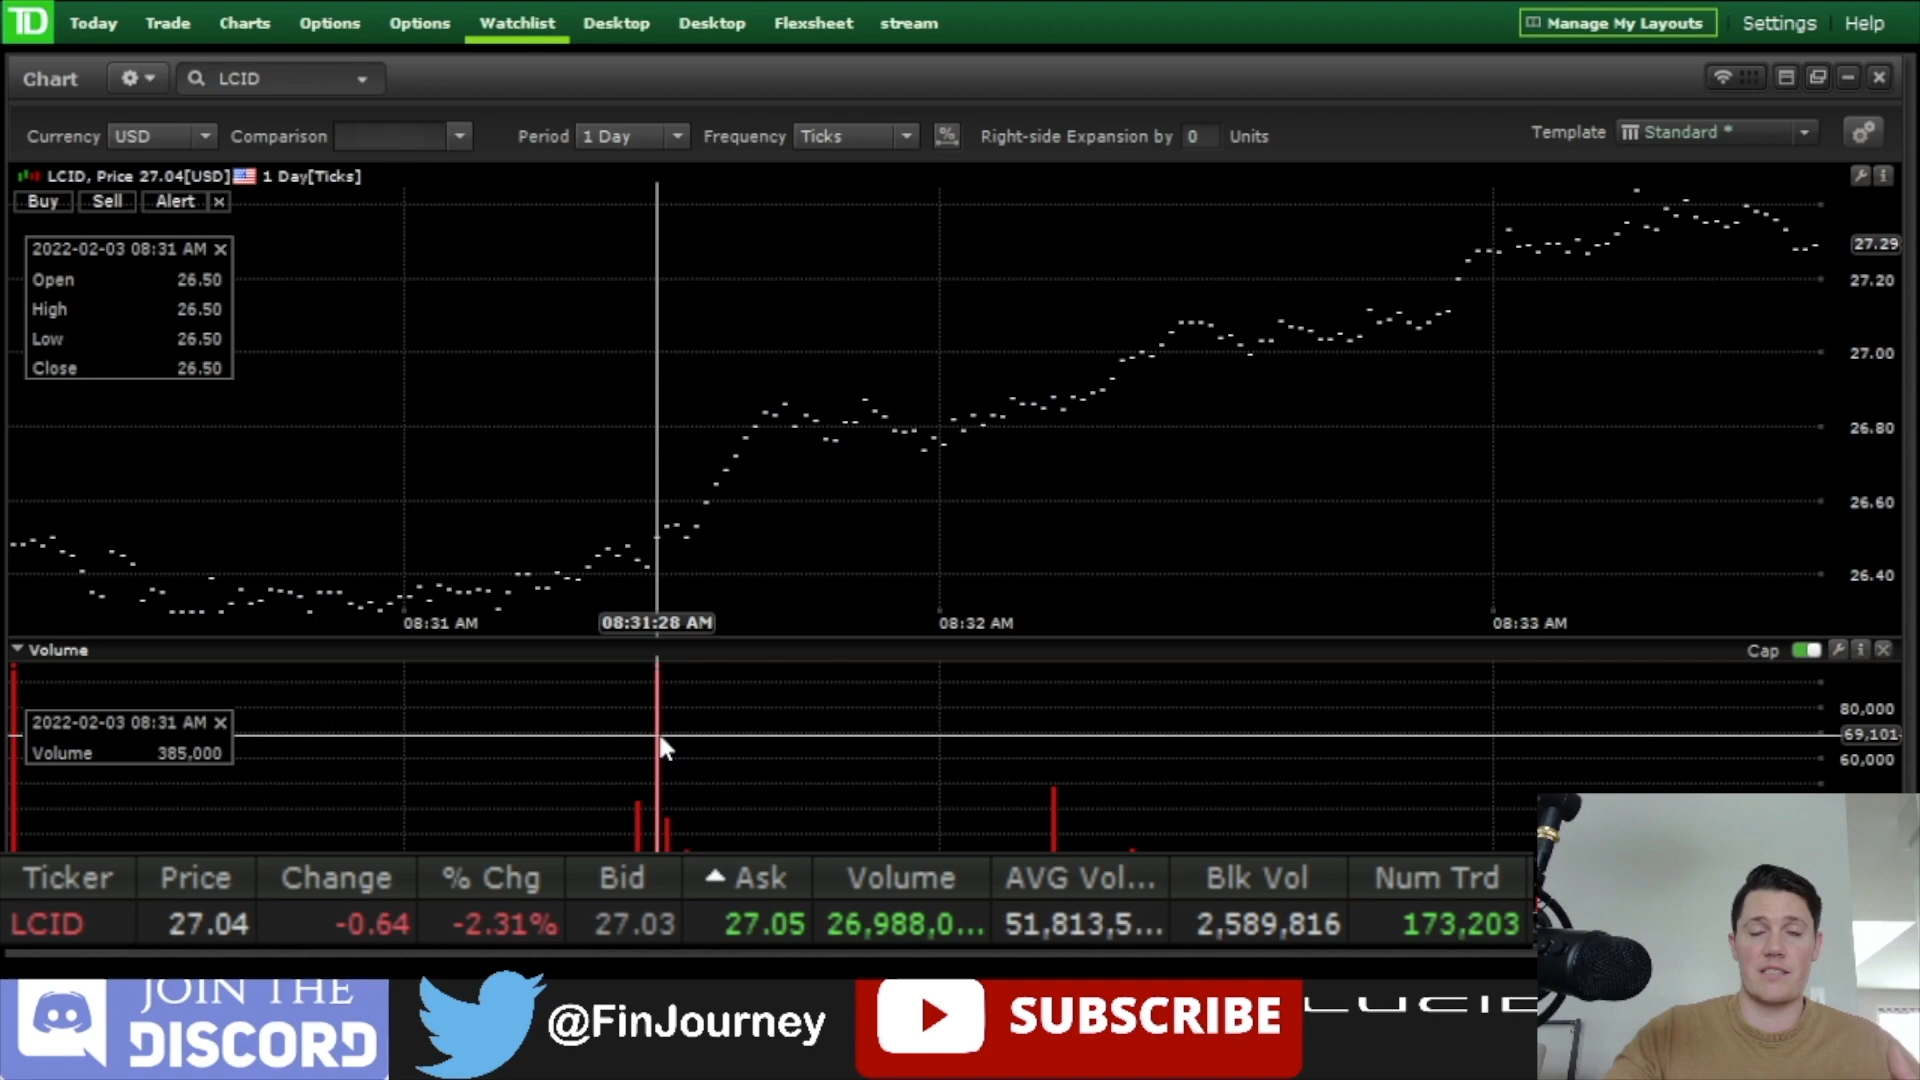 TD Today Trade Charts Options Options Watchlist Desktop Desktop Flexsheet stream Manage My Layouts Settings Help
Chart LCID
Currency USD Comparison Period 1 Day Frequency Ticks % Right-side Expansion by 0 Units Template Standard *
LCID, Price 27.04[USD] 1 Day[Ticks]
Buy Sell Alert ×
2022-02-03 08:31 AM ×
Open 26.50
High 26.50
Low 26.50
Close 26.50
27.29
27.20
27.00
26.80
26.60
26.40
08:31 AM 08:31:28 AM 08:32 AM 08:33 AM
Volume Cap
2022-02-03 08:31 AM ×
Volume 385,000
80,000
69,101
60,000
Ticker Price Change % Chg Bid Ask Volume AVG Vol... Blk Vol Num Trd
LCID 27.04 -0.64 -2.31% 27.03 27.05 26,988,0... 51,813,5... 2,589,816 173,203
JOIN THE
DISCORD
@FinJourney
SUBSCRIBE
LUCID